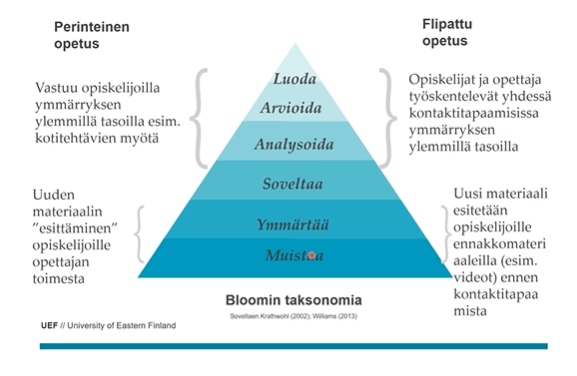 Perinteinen
opetus
Flipattu
opetus
Vastuu opiskelijoilla
ymmärryksen
ylemmillä tasoilla esim.
kotitehtävien myötä
Luoda
Arvioida
Analysoida
Soveltaa
Ymmärtää
Muistaa
Opiskelijat ja opettaja
työskentelevät yhdessä
kontaktitapaamisissa
ymmärryksen
ylemmillä tasoilla
Uuden
materiaalin
”esittäminen”
opiskelijoille
opettajan
toimesta
Uusi materiaali
esitetään
opiskelijoille
ennakkomateri
aaleilla (esim.
videot) ennen
kontaktitapaa
mista
Bloomin taksonomia
Soveltaen Krathwohl (2002); Williams (2013)
UEF // University of Eastern Finland